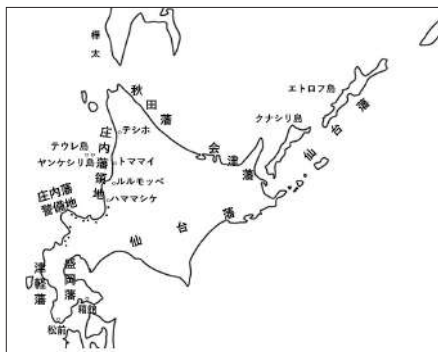 樺太
秋田藩
エトロフ島
クナシリ島
仙台藩
テシホ
庄内藩領地
会津藩
テウレ島
ヤンケシリ島
トママイ
ルルモッペ
ハママシケ
庄内藩
警備地
仙台藩
津軽藩
盛岡藩
箱館
松前